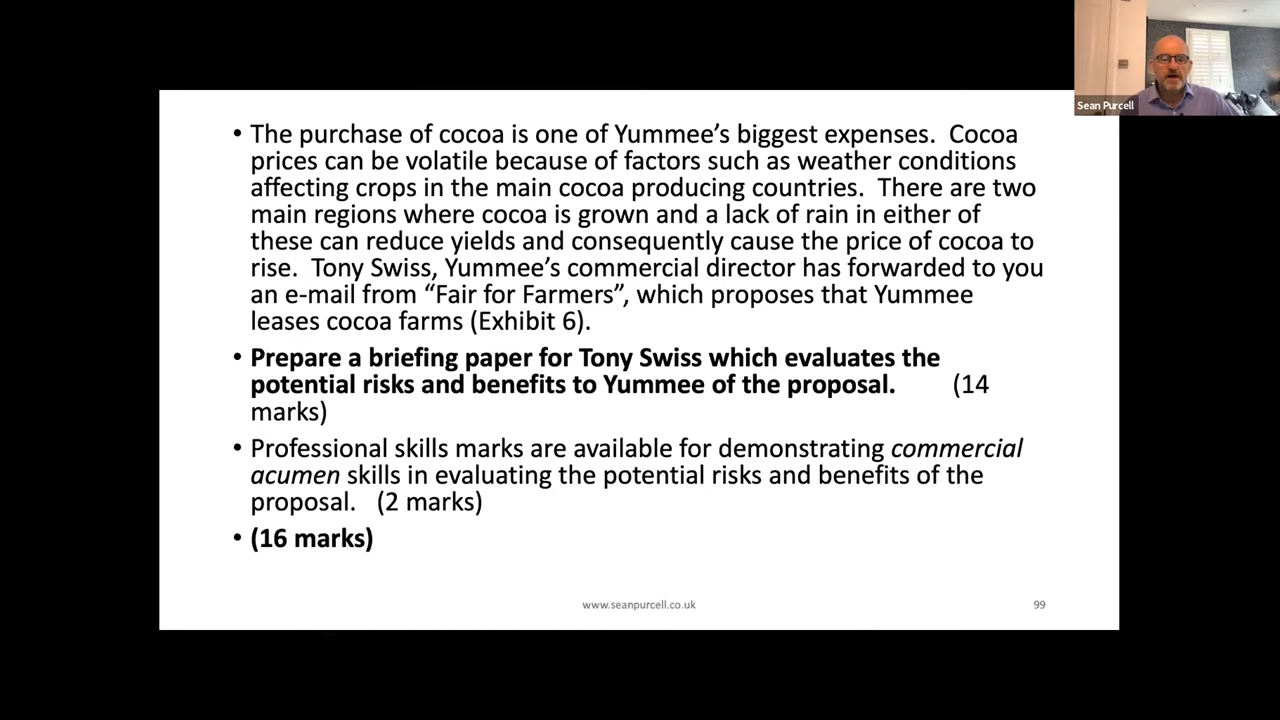 Sean Purcell
• The purchase of cocoa is one of Yummee’s biggest expenses.  Cocoa
prices can be volatile because of factors such as weather conditions
affecting crops in the main cocoa producing countries.  There are two
main regions where cocoa is grown and a lack of rain in either of
these can reduce yields and consequently cause the price of cocoa to
rise.  Tony Swiss, Yummee’s commercial director has forwarded to you
an e-mail from “Fair for Farmers”, which proposes that Yummee
leases cocoa farms (Exhibit 6).
• Prepare a briefing paper for Tony Swiss which evaluates the
potential risks and benefits to Yummee of the proposal. (14
marks)
• Professional skills marks are available for demonstrating commercial
acumen skills in evaluating the potential risks and benefits of the
proposal.   (2 marks)
• (16 marks)
www.seanpurcell.co.uk 99